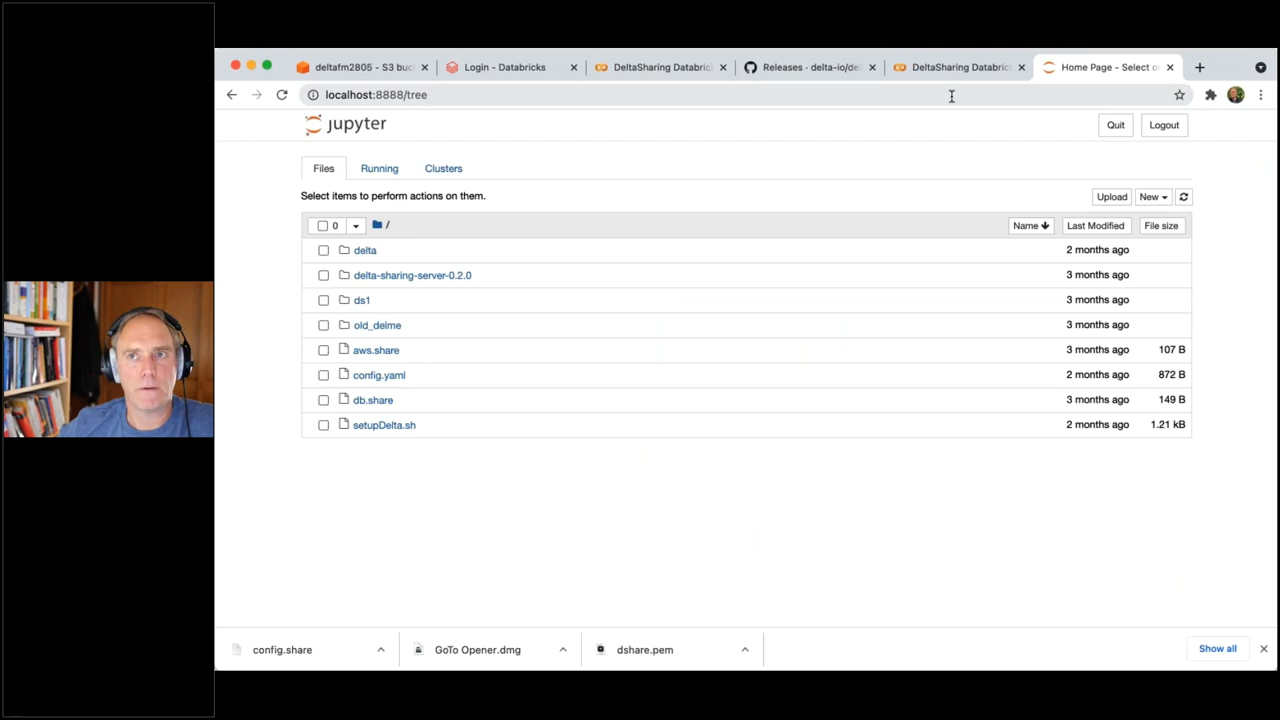 deltafm2805 - S3 buc
Login - Databricks
DeltaSharing Databric
Releases · delta-io/del
DeltaSharing Databric
Home Page - Select o
localhost:8888/tree
jupyter
Quit
Logout
Files
Running
Clusters
Select items to perform actions on them.
Upload
New
0
/
Name
Last Modified
File size
delta
2 months ago
delta-sharing-server-0.2.0
3 months ago
ds1
3 months ago
old_delme
3 months ago
aws.share
3 months ago
107 B
config.yaml
2 months ago
872 B
db.share
3 months ago
149 B
setupDelta.sh
2 months ago
1.21 kB
config.share
GoTo Opener.dmg
dshare.pem
Show all